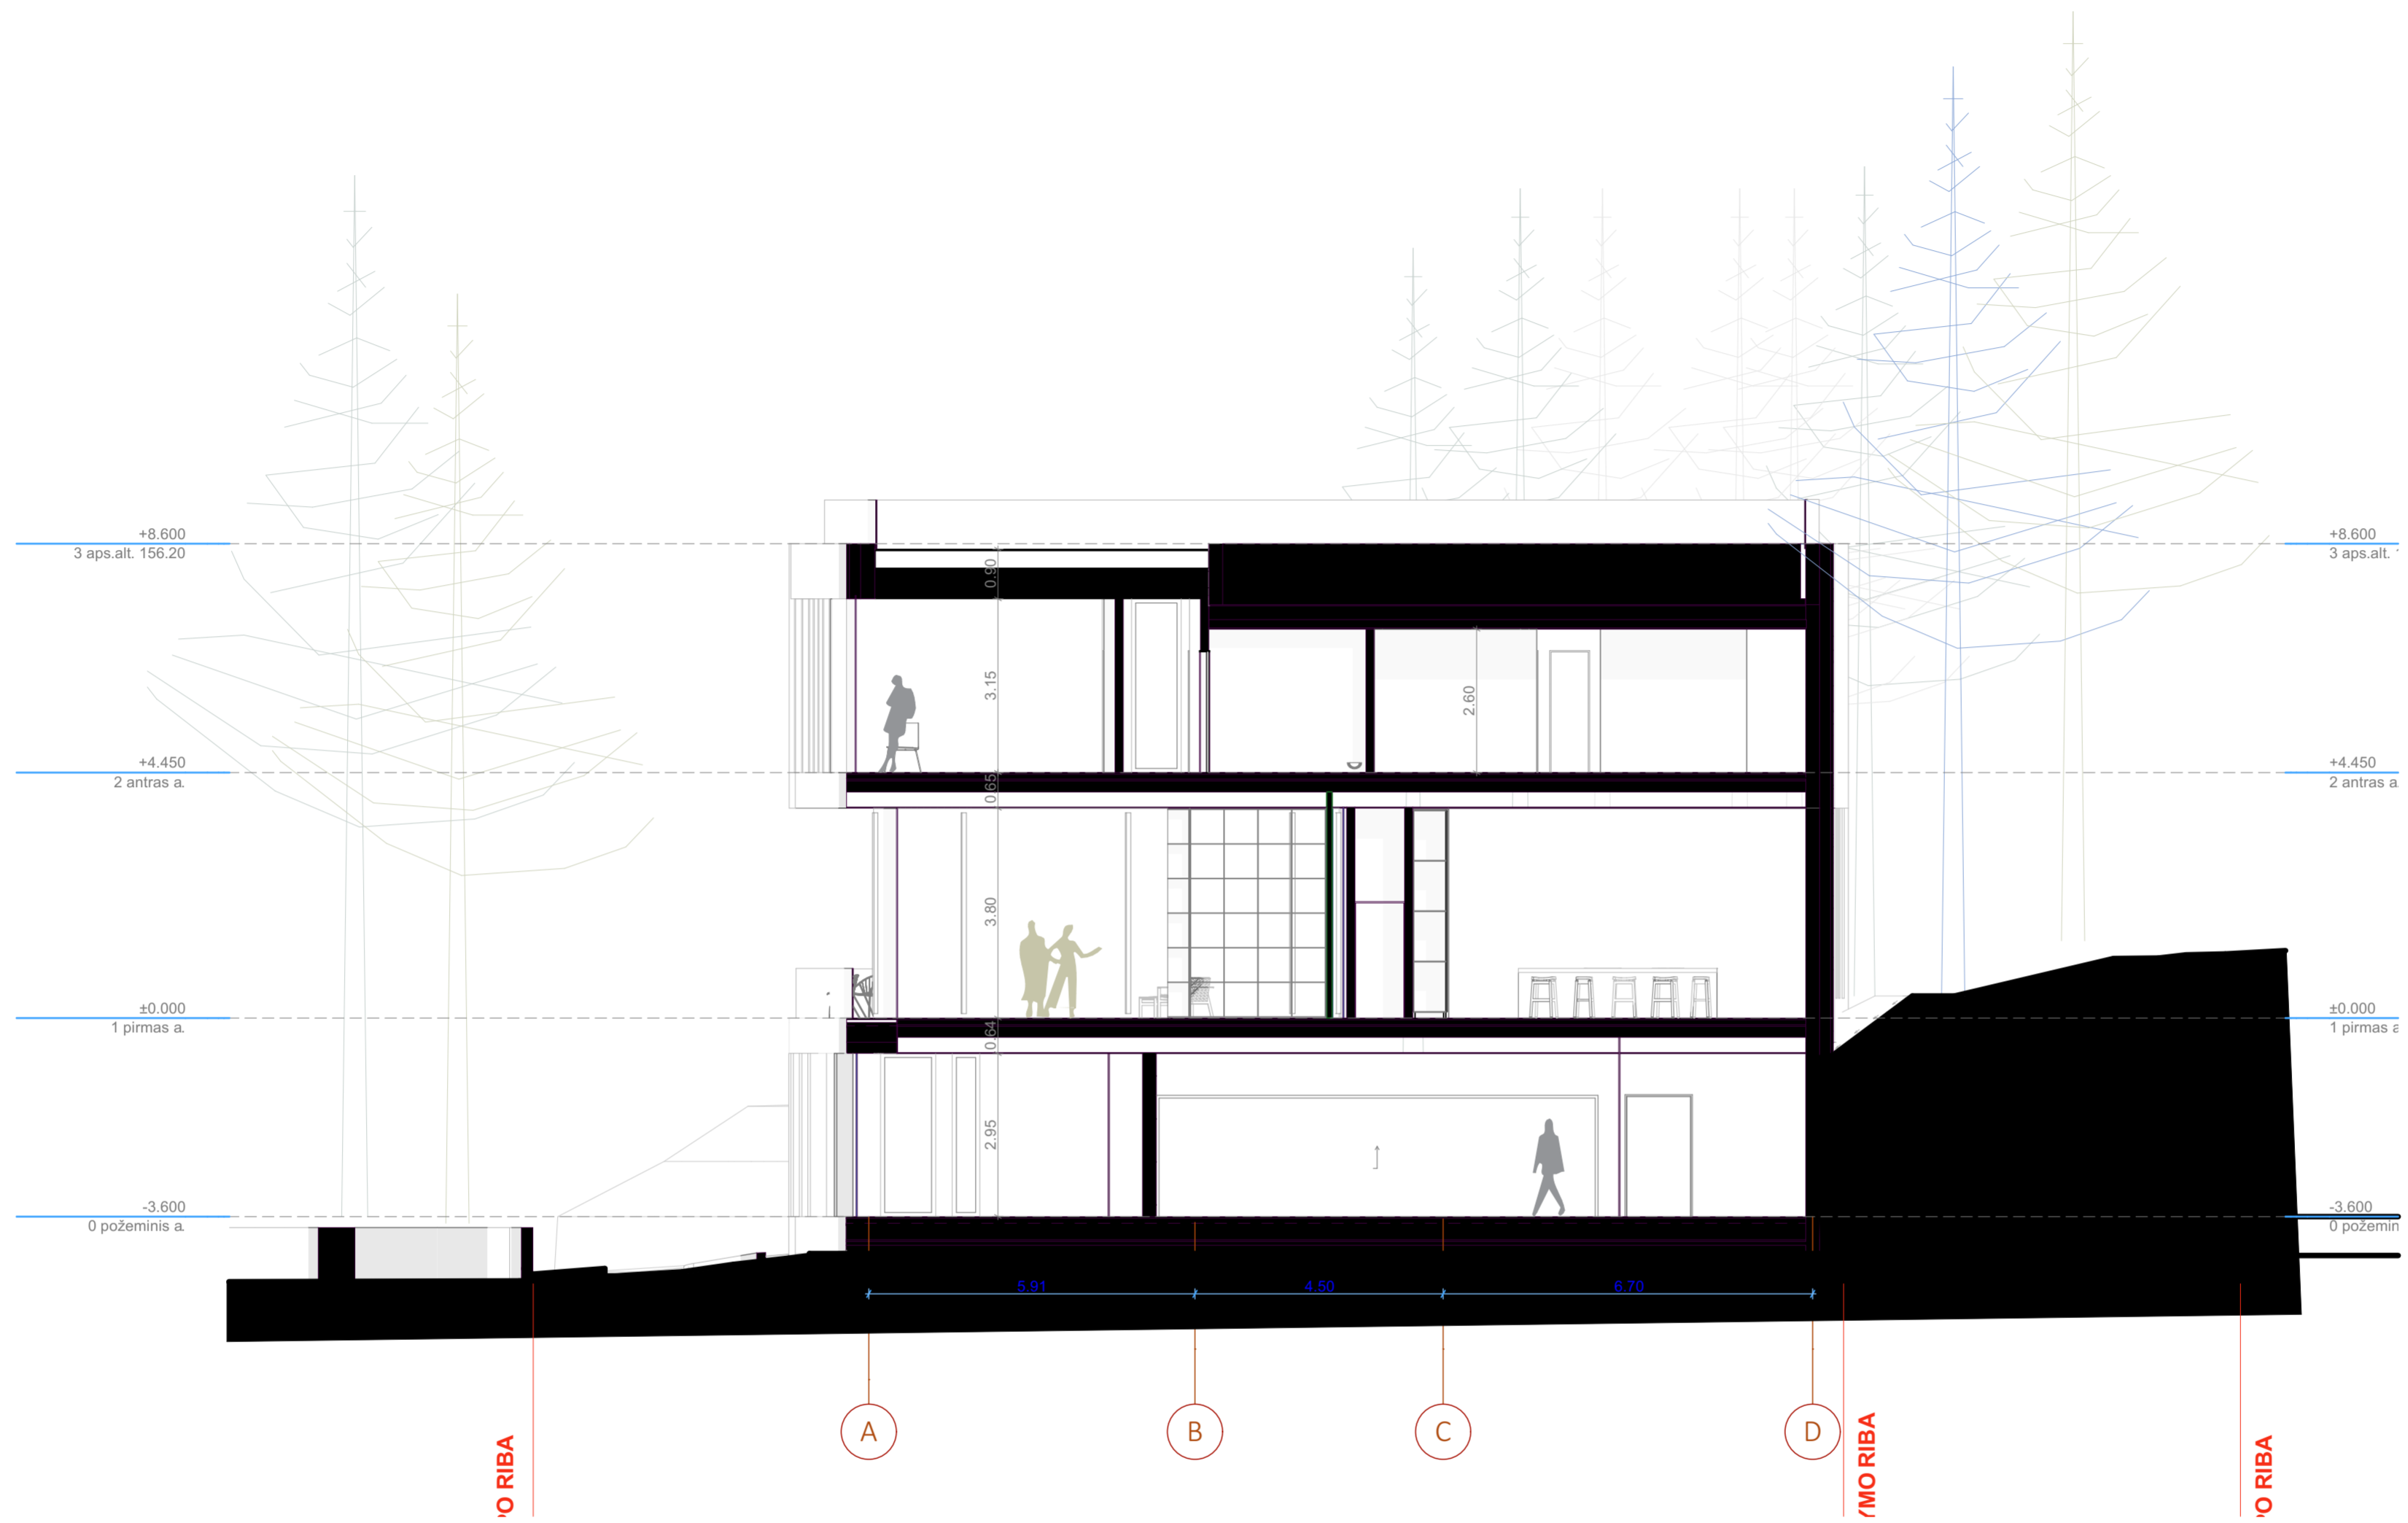 +8.600
3 aps.alt. 156.20
+8.600
3 aps.alt.
0.90
3.15
2.60
+4.450
2 antras a.
+4.450
2 antras a.
0.65
3.80
±0.000
1 pirmas a.
±0.000
1 pirmas a
0.64
2.95
-3.600
0 požeminis a.
-3.600
0 požemin
5.91
4.50
6.70
A
B
C
D
PO RIBA
YMO RIBA
PO RIBA